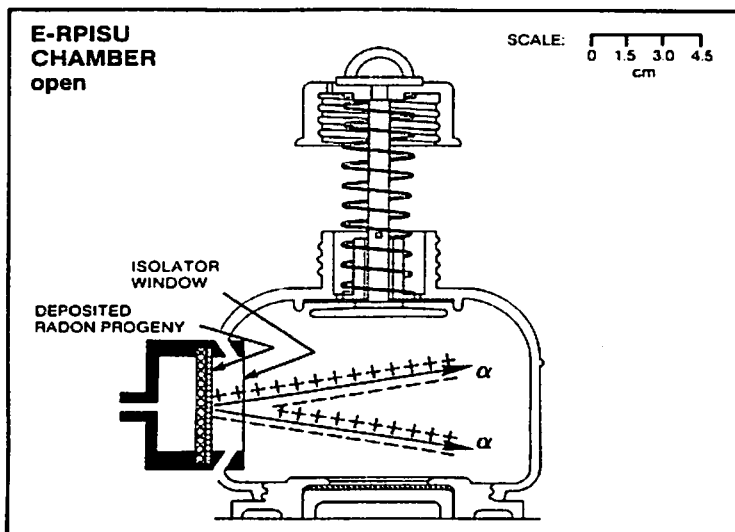 E-RPISU
CHAMBER
open
SCALE:
0 1.5 3.0 4.5
cm
ISOLATOR
WINDOW
DEPOSITED
RADON PROGENY
+ + + + + + + + + + + +
α
+ + + + + + + + + +
α